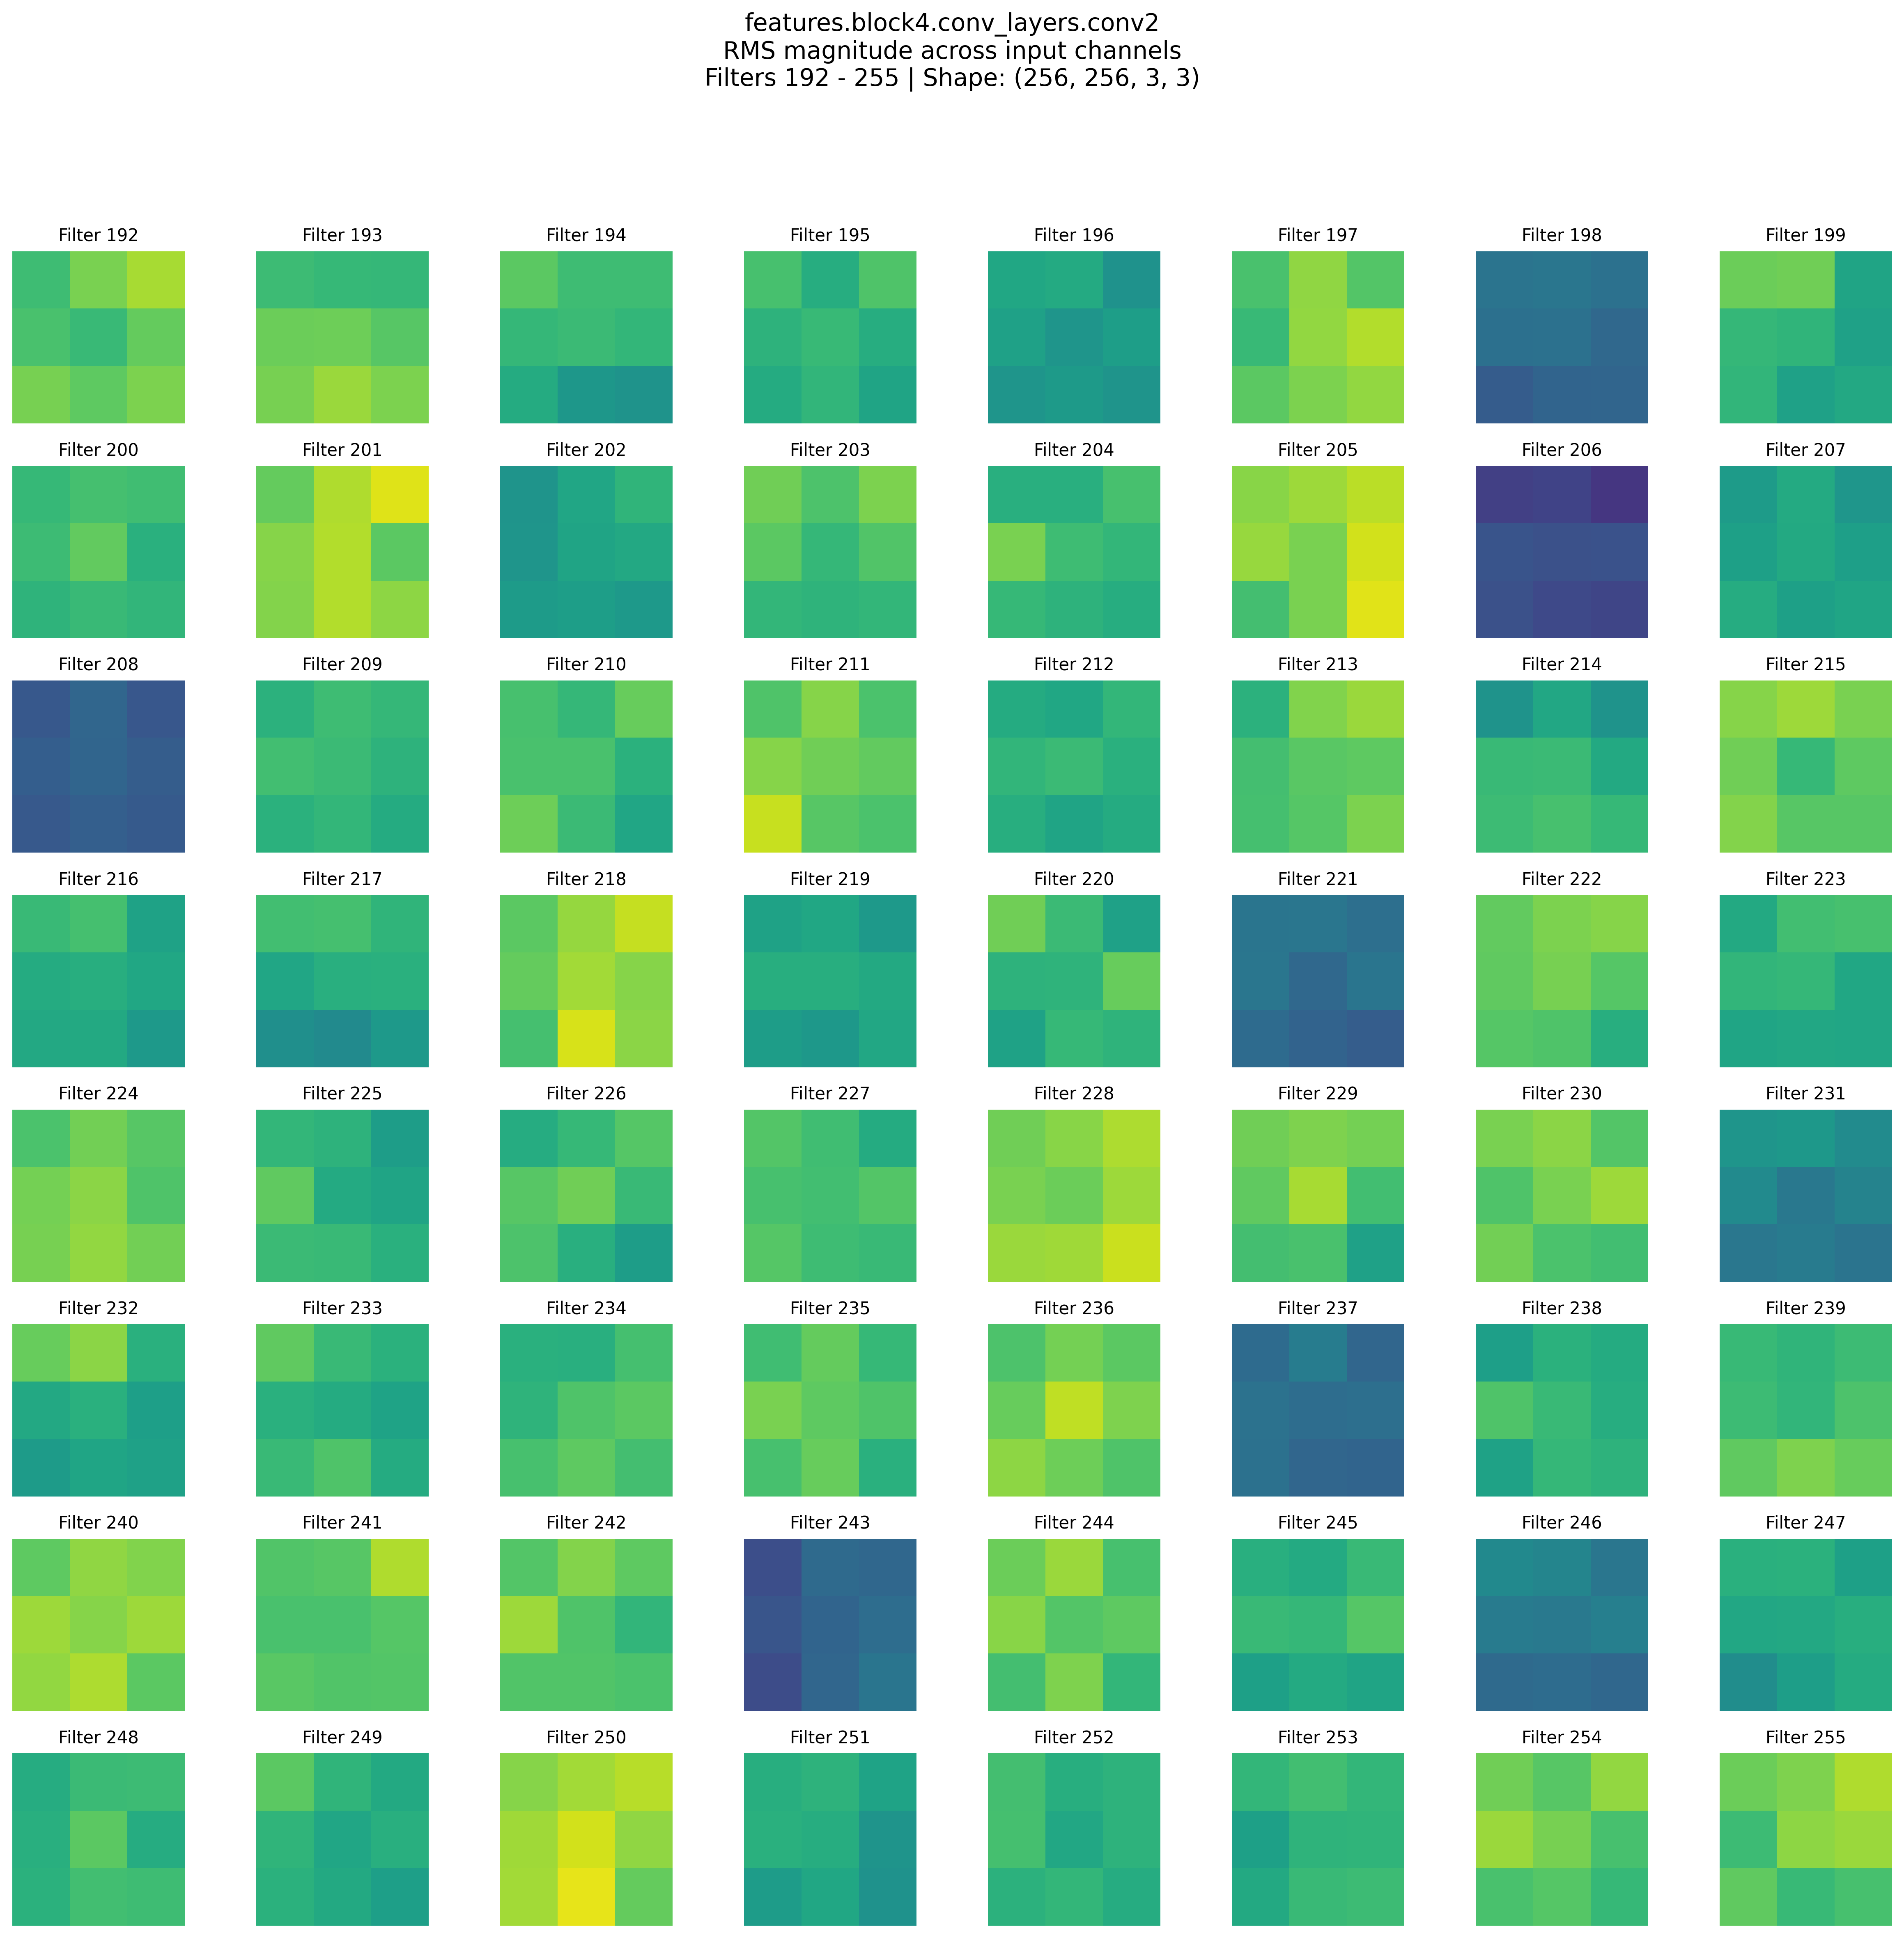 features.block4.conv_layers.conv2
RMS magnitude across input channels
Filters 192 - 255 | Shape: (256, 256, 3, 3)
Filter 192 Filter 193 Filter 194 Filter 195 Filter 196 Filter 197 Filter 198 Filter 199
Filter 200 Filter 201 Filter 202 Filter 203 Filter 204 Filter 205 Filter 206 Filter 207
Filter 208 Filter 209 Filter 210 Filter 211 Filter 212 Filter 213 Filter 214 Filter 215
Filter 216 Filter 217 Filter 218 Filter 219 Filter 220 Filter 221 Filter 222 Filter 223
Filter 224 Filter 225 Filter 226 Filter 227 Filter 228 Filter 229 Filter 230 Filter 231
Filter 232 Filter 233 Filter 234 Filter 235 Filter 236 Filter 237 Filter 238 Filter 239
Filter 240 Filter 241 Filter 242 Filter 243 Filter 244 Filter 245 Filter 246 Filter 247
Filter 248 Filter 249 Filter 250 Filter 251 Filter 252 Filter 253 Filter 254 Filter 255